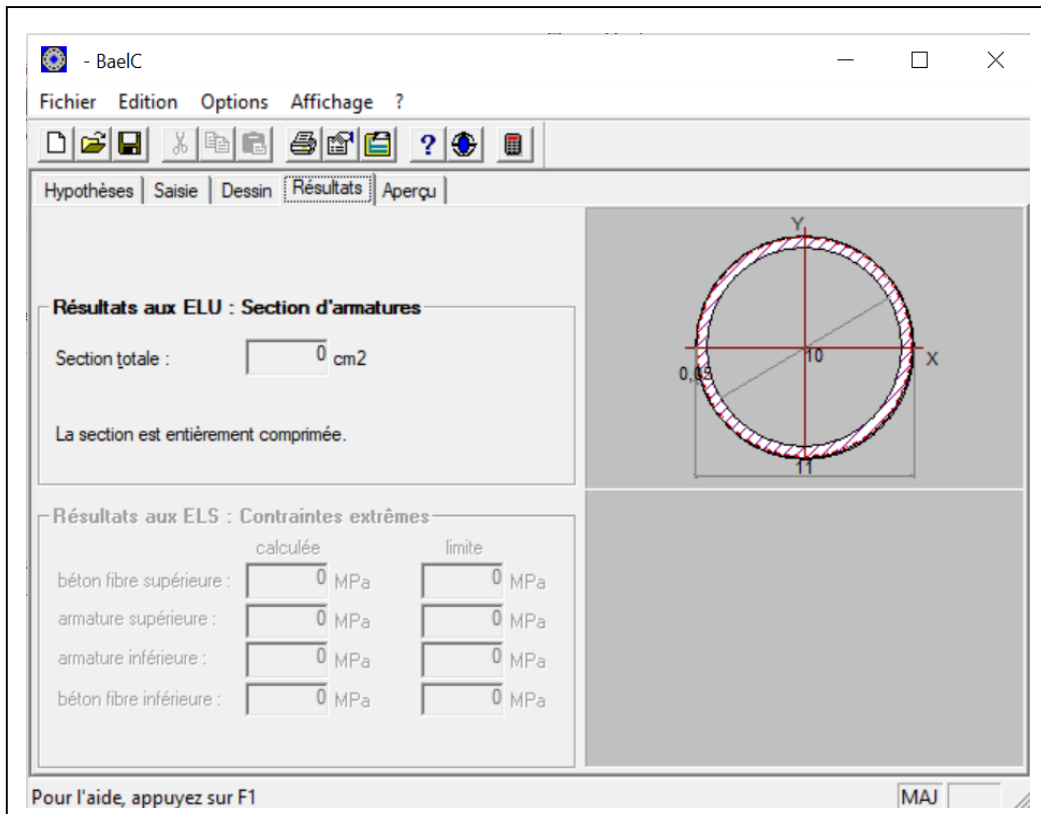 - BaelC
Fichier Edition Options Affichage ?
Hypothèses Saisie Dessin Résultats Aperçu
Résultats aux ELU : Section d'armatures
Section totale : 0 cm2
La section est entièrement comprimée.
Résultats aux ELS : Contraintes extrêmes
calculée limite
béton fibre supérieure : 0 MPa 0 MPa
armature supérieure : 0 MPa 0 MPa
armature inférieure : 0 MPa 0 MPa
béton fibre inférieure : 0 MPa 0 MPa
Y
10
X
0,05
11
Pour l'aide, appuyez sur F1
MAJ